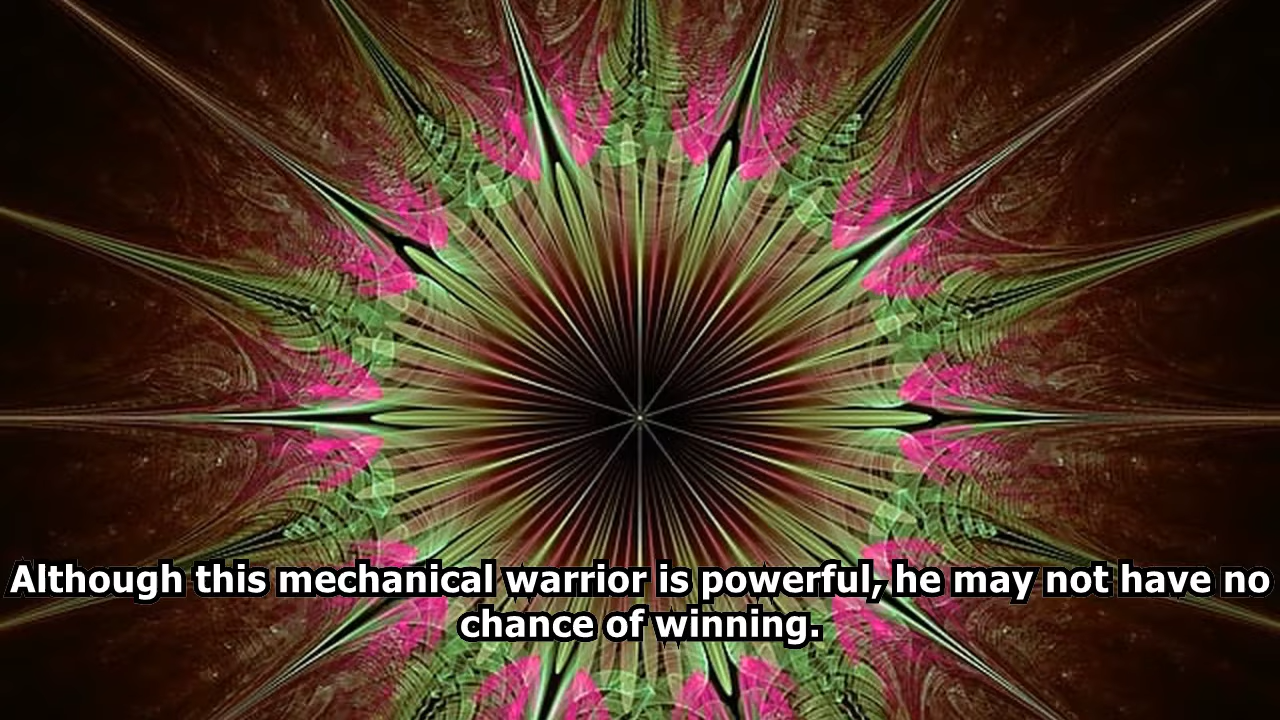 Although this mechanical warrior is powerful, he may not have no
chance of winning.